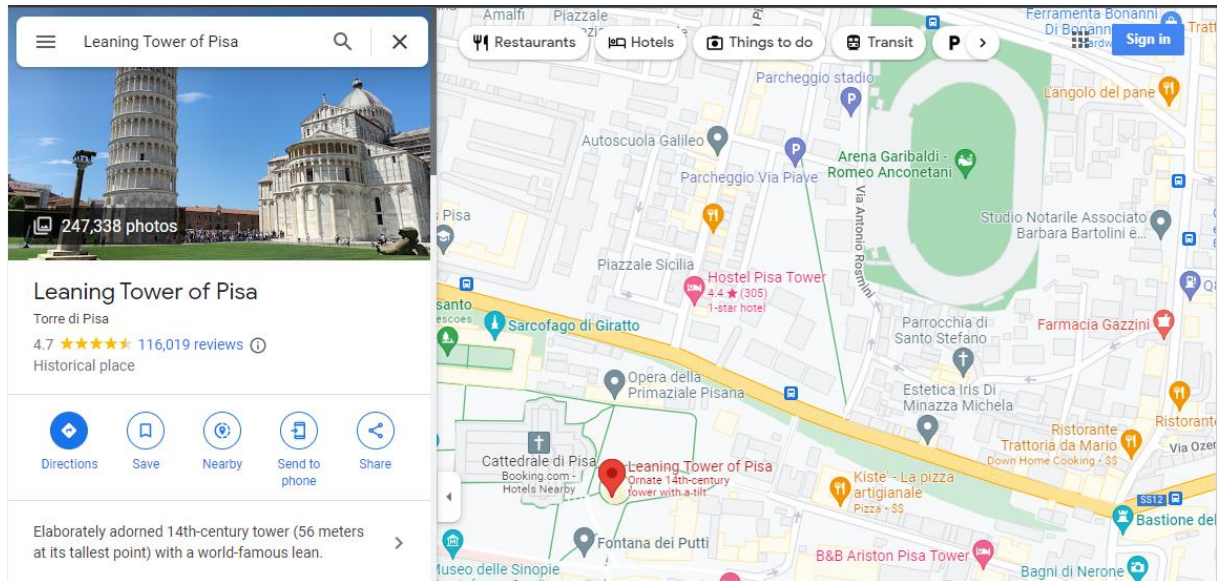 Leaning Tower of Pisa
247,338 photos
Leaning Tower of Pisa
Torre di Pisa
4.7
116,019 reviews
Historical place
Directions
Save
Nearby
Send to
phone
Share
Elaborately adorned 14th-century tower (56 meters
at its tallest point) with a world-famous lean.
Restaurants
Hotels
Things to do
Transit
P
Sign in
Amalfi
Piazzale
Ferramenta Bonanni
Parcheggio stadio
P
L'angolo del pane
Autoscuola Galileo
P
Parcheggio Via Piave
Arena Garibaldi -
Romeo Anconetani
Via Antonio Rosmini
Studio Notarile Associato
Barbara Bartolini e...
Pisa
Piazzale Sicilia
Hostel Pisa Tower
4.4 ★ (305)
1-star hotel
Sarcofago di Giratto
Parrocchia di
Santo Stefano
Farmacia Gazzini
Opera della
Primaziale Pisana
Estetica Iris Di
Minazza Michela
Ristorante
Trattoria da Mario
Down Home Cooking - $$
Ristorante
Via Ozer
Cattedrale di Pisa
Booking.com -
Hotels Nearby
Leaning Tower of Pisa
Ornate 14th-century
tower with a tilt
Kiste' - La pizza
artigianale
Pizza - $$
SS12
Bastione del
Fontana dei Putti
B&B Ariston Pisa Tower
Bagni di Nerone
Museo delle Sinopie